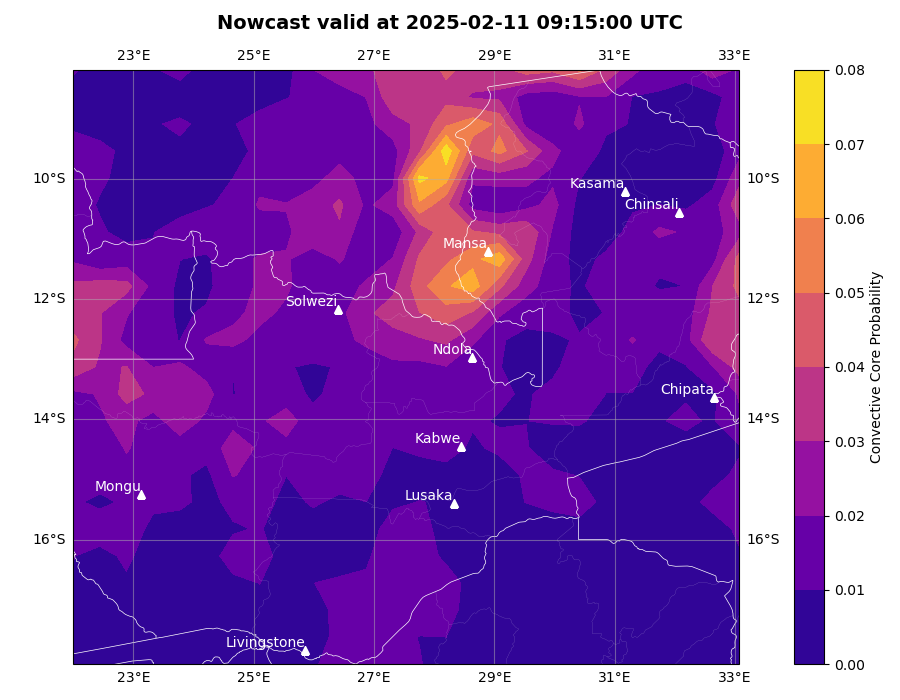 Nowcast valid at 2025-02-11 09:15:00 UTC
23°E 25°E 27°E 29°E 31°E 33°E
0.08
0.07
10°S Kasama 10°S
Chinsali
0.06
Mansa
0.05
12°S Solwezi 12°S
Ndola
0.04
Chipata
14°S 14°S
Kabwe
0.03
Mongu
Lusaka
0.02
16°S 16°S
0.01
Livingstone
0.00
23°E 25°E 27°E 29°E 31°E 33°E
Convective Core Probability